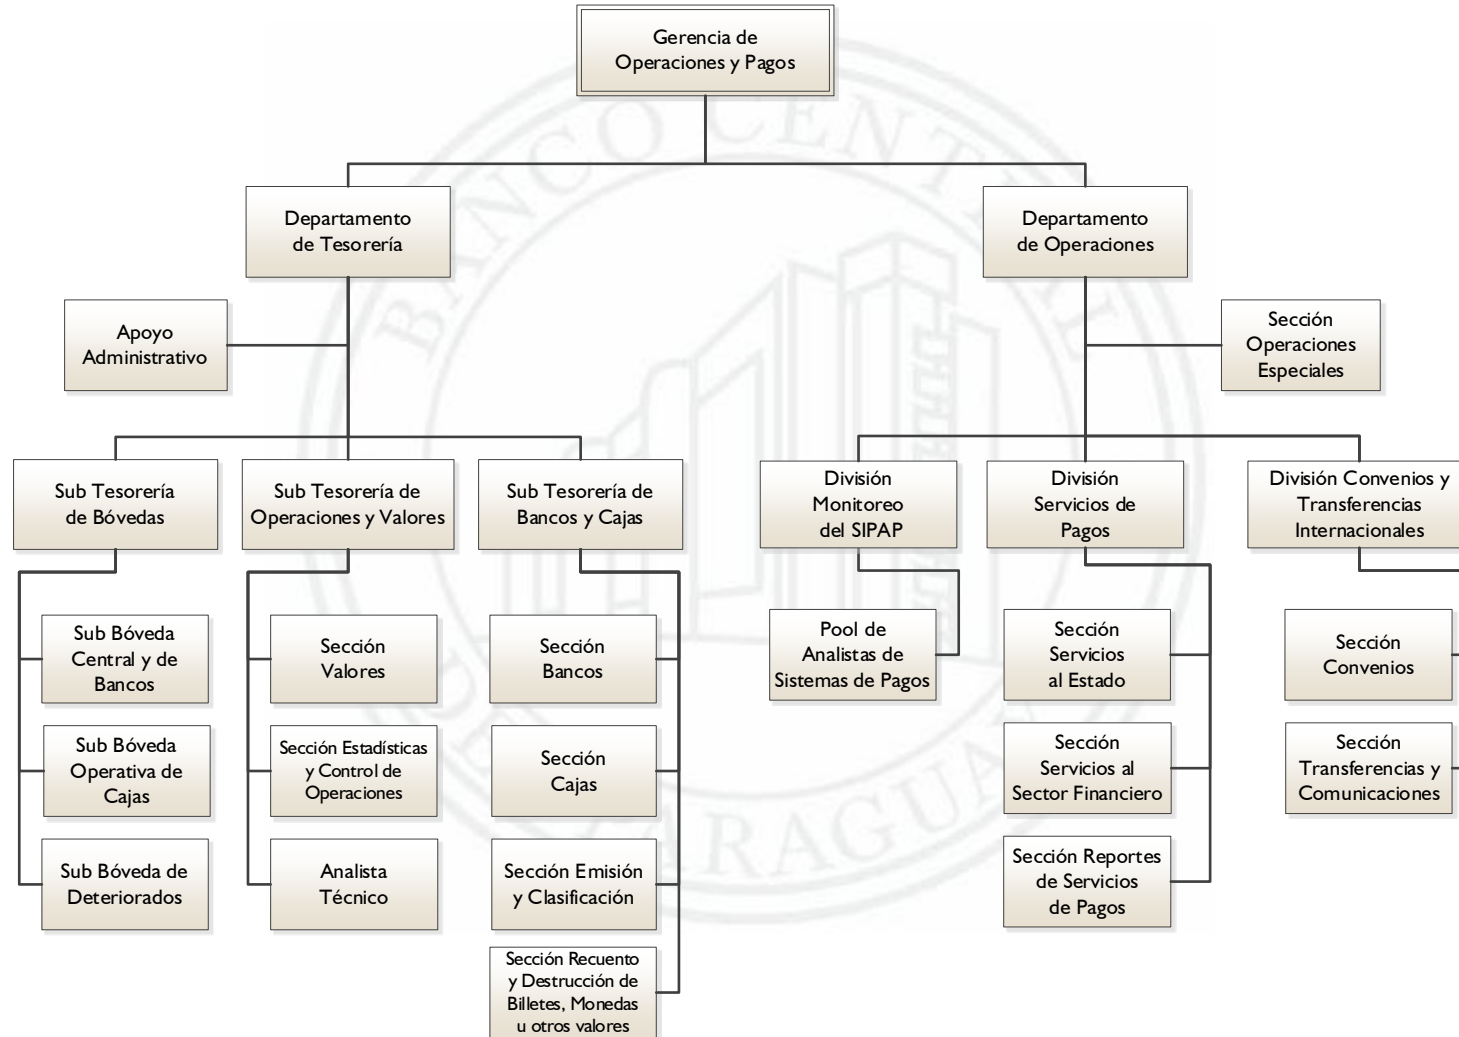 Gerencia de
Operaciones y Pagos
Departamento
de Tesorería
Departamento
de Operaciones
Apoyo
Administrativo
Sección
Operaciones
Especiales
Sub Tesorería
de Bóvedas
Sub Tesorería de
Operaciones y Valores
Sub Tesorería de
Bancos y Cajas
División
Monitoreo
del SIPAP
División
Servicios de
Pagos
División Convenios y
Transferencias
Internacionales
Sub Bóveda
Central y de
Bancos
Sección
Valores
Sección
Bancos
Pool de
Analistas de
Sistemas de Pagos
Sección
Servicios
al Estado
Sección
Convenios
Sub Bóveda
Operativa de
Cajas
Sección Estadísticas
y Control de
Operaciones
Sección
Cajas
Sección
Servicios al
Sector Financiero
Sección
Transferencias y
Comunicaciones
Sub Bóveda de
Deteriorados
Analista
Técnico
Sección Emisión
y Clasificación
Sección Reportes
de Servicios
de Pagos
Sección Recuento
y Destrucción de
Billetes, Monedas
u otros valores
BANCO CENTRAL
DEL PARAGUAY